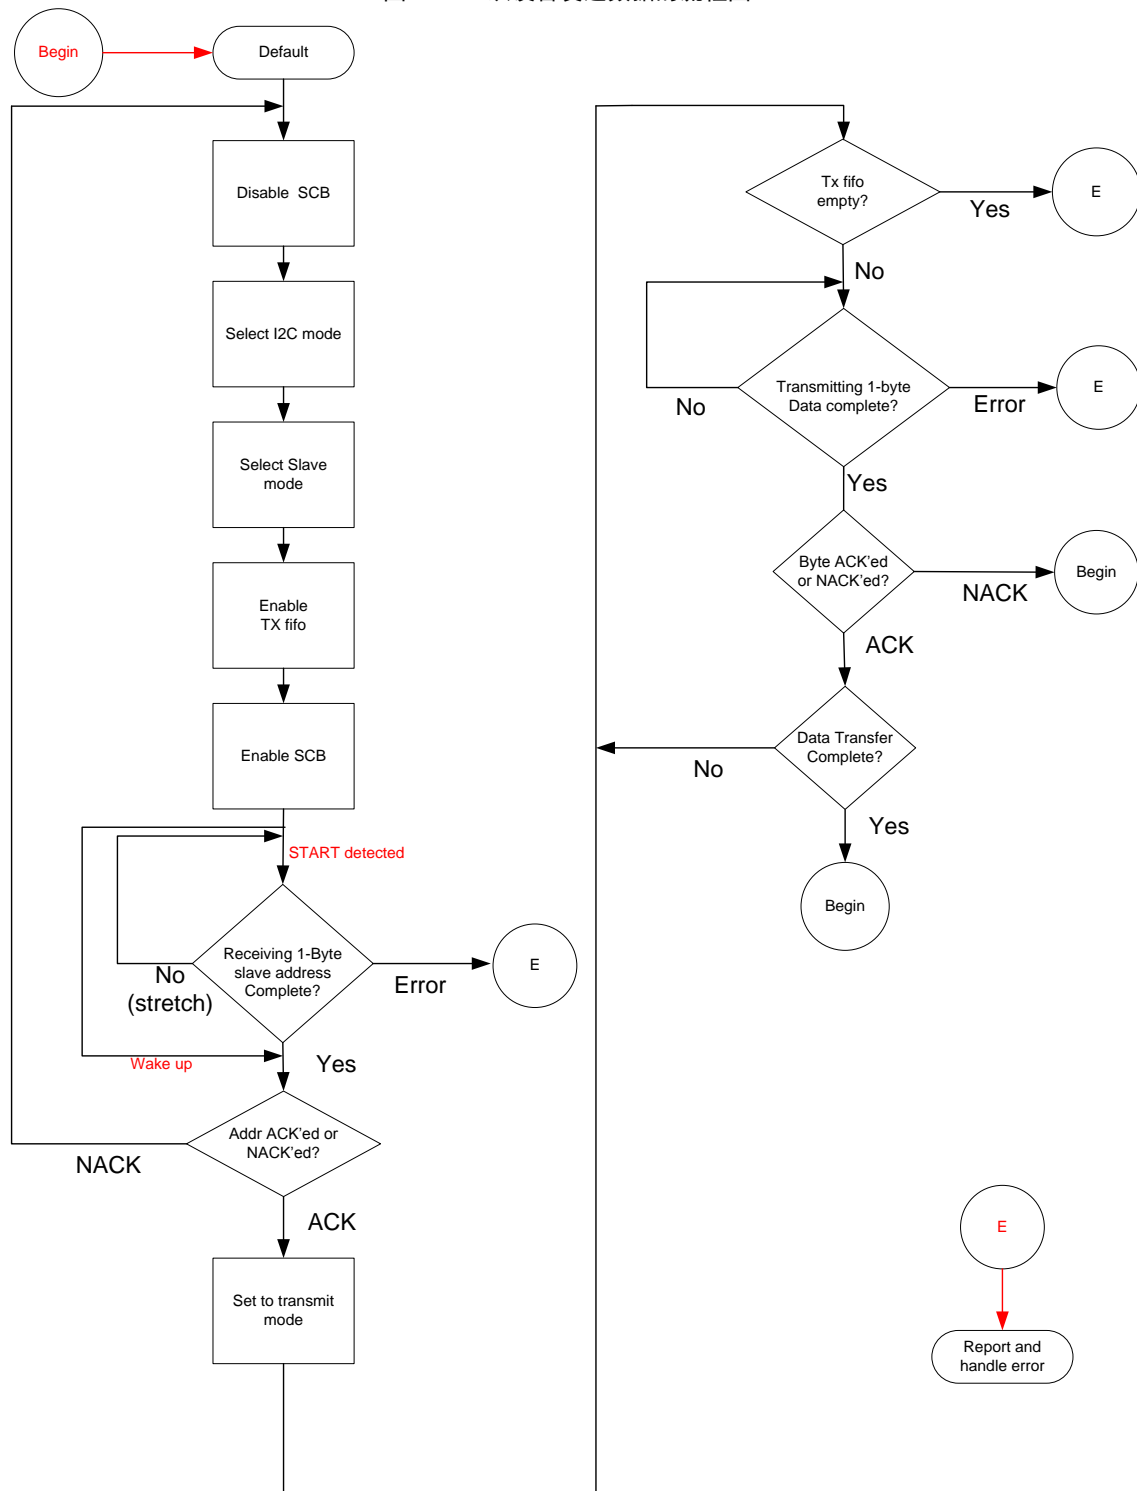 Begin
Default
Disable SCB
Select I2C mode
Select Slave
mode
Enable
TX fifo
Enable SCB
START detected
Receiving 1-Byte
slave address
Complete?
No
(stretch)
Error
E
Wake up
Yes
Addr ACK'ed or
NACK'ed?
NACK
ACK
Set to transmit
mode
Tx fifo
empty?
Yes
E
No
Transmitting 1-byte
Data complete?
No
Error
E
Yes
Byte ACK'ed
or NACK'ed?
NACK
Begin
ACK
Data Transfer
Complete?
No
Yes
Begin
E
Report and
handle error